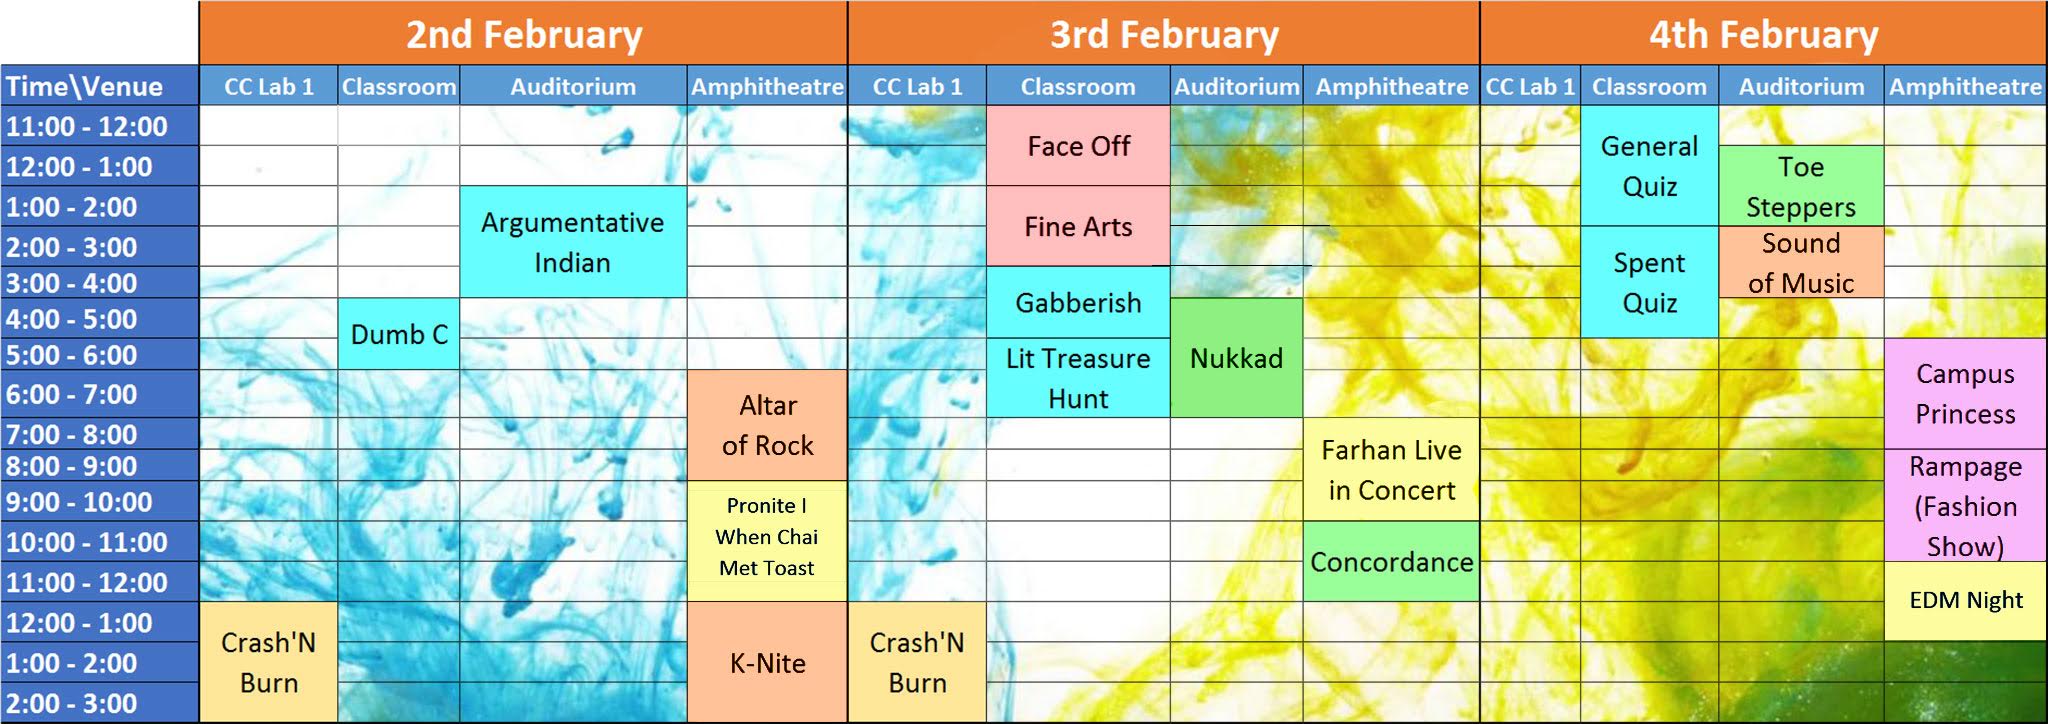 2nd February 3rd February 4th February
Time\Venue CC Lab 1 Classroom Auditorium Amphitheatre CC Lab 1 Classroom Auditorium Amphitheatre CC Lab 1 Classroom Auditorium Amphitheatre
11:00 - 12:00
12:00 - 1:00
1:00 - 2:00
2:00 - 3:00
3:00 - 4:00
4:00 - 5:00
5:00 - 6:00
6:00 - 7:00
7:00 - 8:00
8:00 - 9:00
9:00 - 10:00
10:00 - 11:00
11:00 - 12:00
12:00 - 1:00
1:00 - 2:00
2:00 - 3:00
Crash'N
Burn
Dumb C
Argumentative
Indian
Altar
of Rock
Pronite I
When Chai
Met Toast
K-Nite
Crash'N
Burn
Face Off
Fine Arts
Gabberish
Lit Treasure
Hunt
Nukkad
Farhan Live
in Concert
Concordance
General
Quiz
Spent
Quiz
Toe
Steppers
Sound
of Music
Campus
Princess
Rampage
(Fashion
Show)
EDM Night